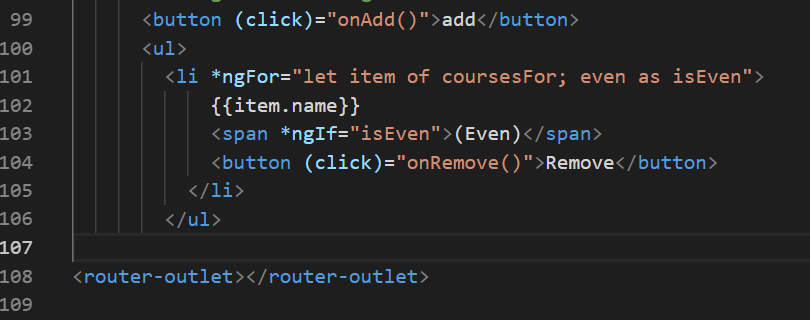 99 <button (click)="onAdd()">add</button>
100 <ul>
101 <li *ngFor="let item of coursesFor; even as isEven">
102 {{item.name}}
103 <span *ngIf="isEven">(Even)</span>
104 <button (click)="onRemove()">Remove</button>
105 </li>
106 </ul>
107
108 <router-outlet></router-outlet>
109